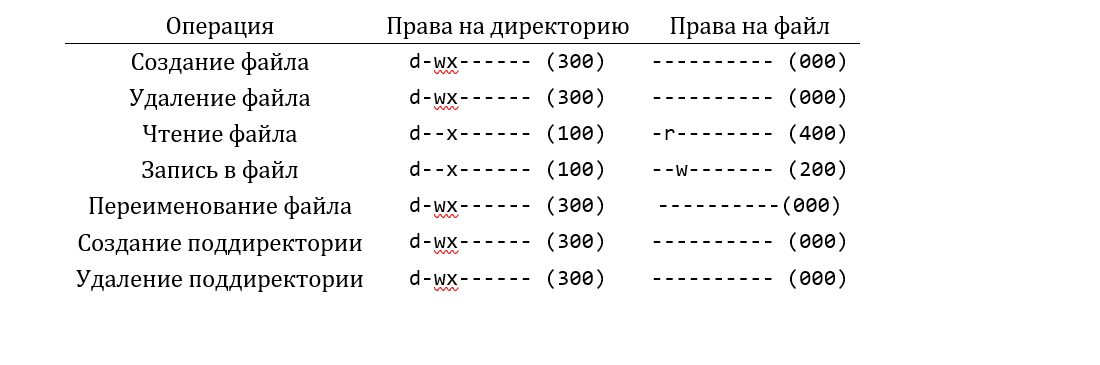 Операция Права на директорию Права на файл
Создание файла d-wx------ (300) ---------- (000)
Удаление файла d-wx------ (300) ---------- (000)
Чтение файла d--x------ (100) -r-------- (400)
Запись в файл d--x------ (100) --w------- (200)
Переименование файла d-wx------ (300) ----------(000)
Создание поддиректории d-wx------ (300) ---------- (000)
Удаление поддиректории d-wx------ (300) ---------- (000)